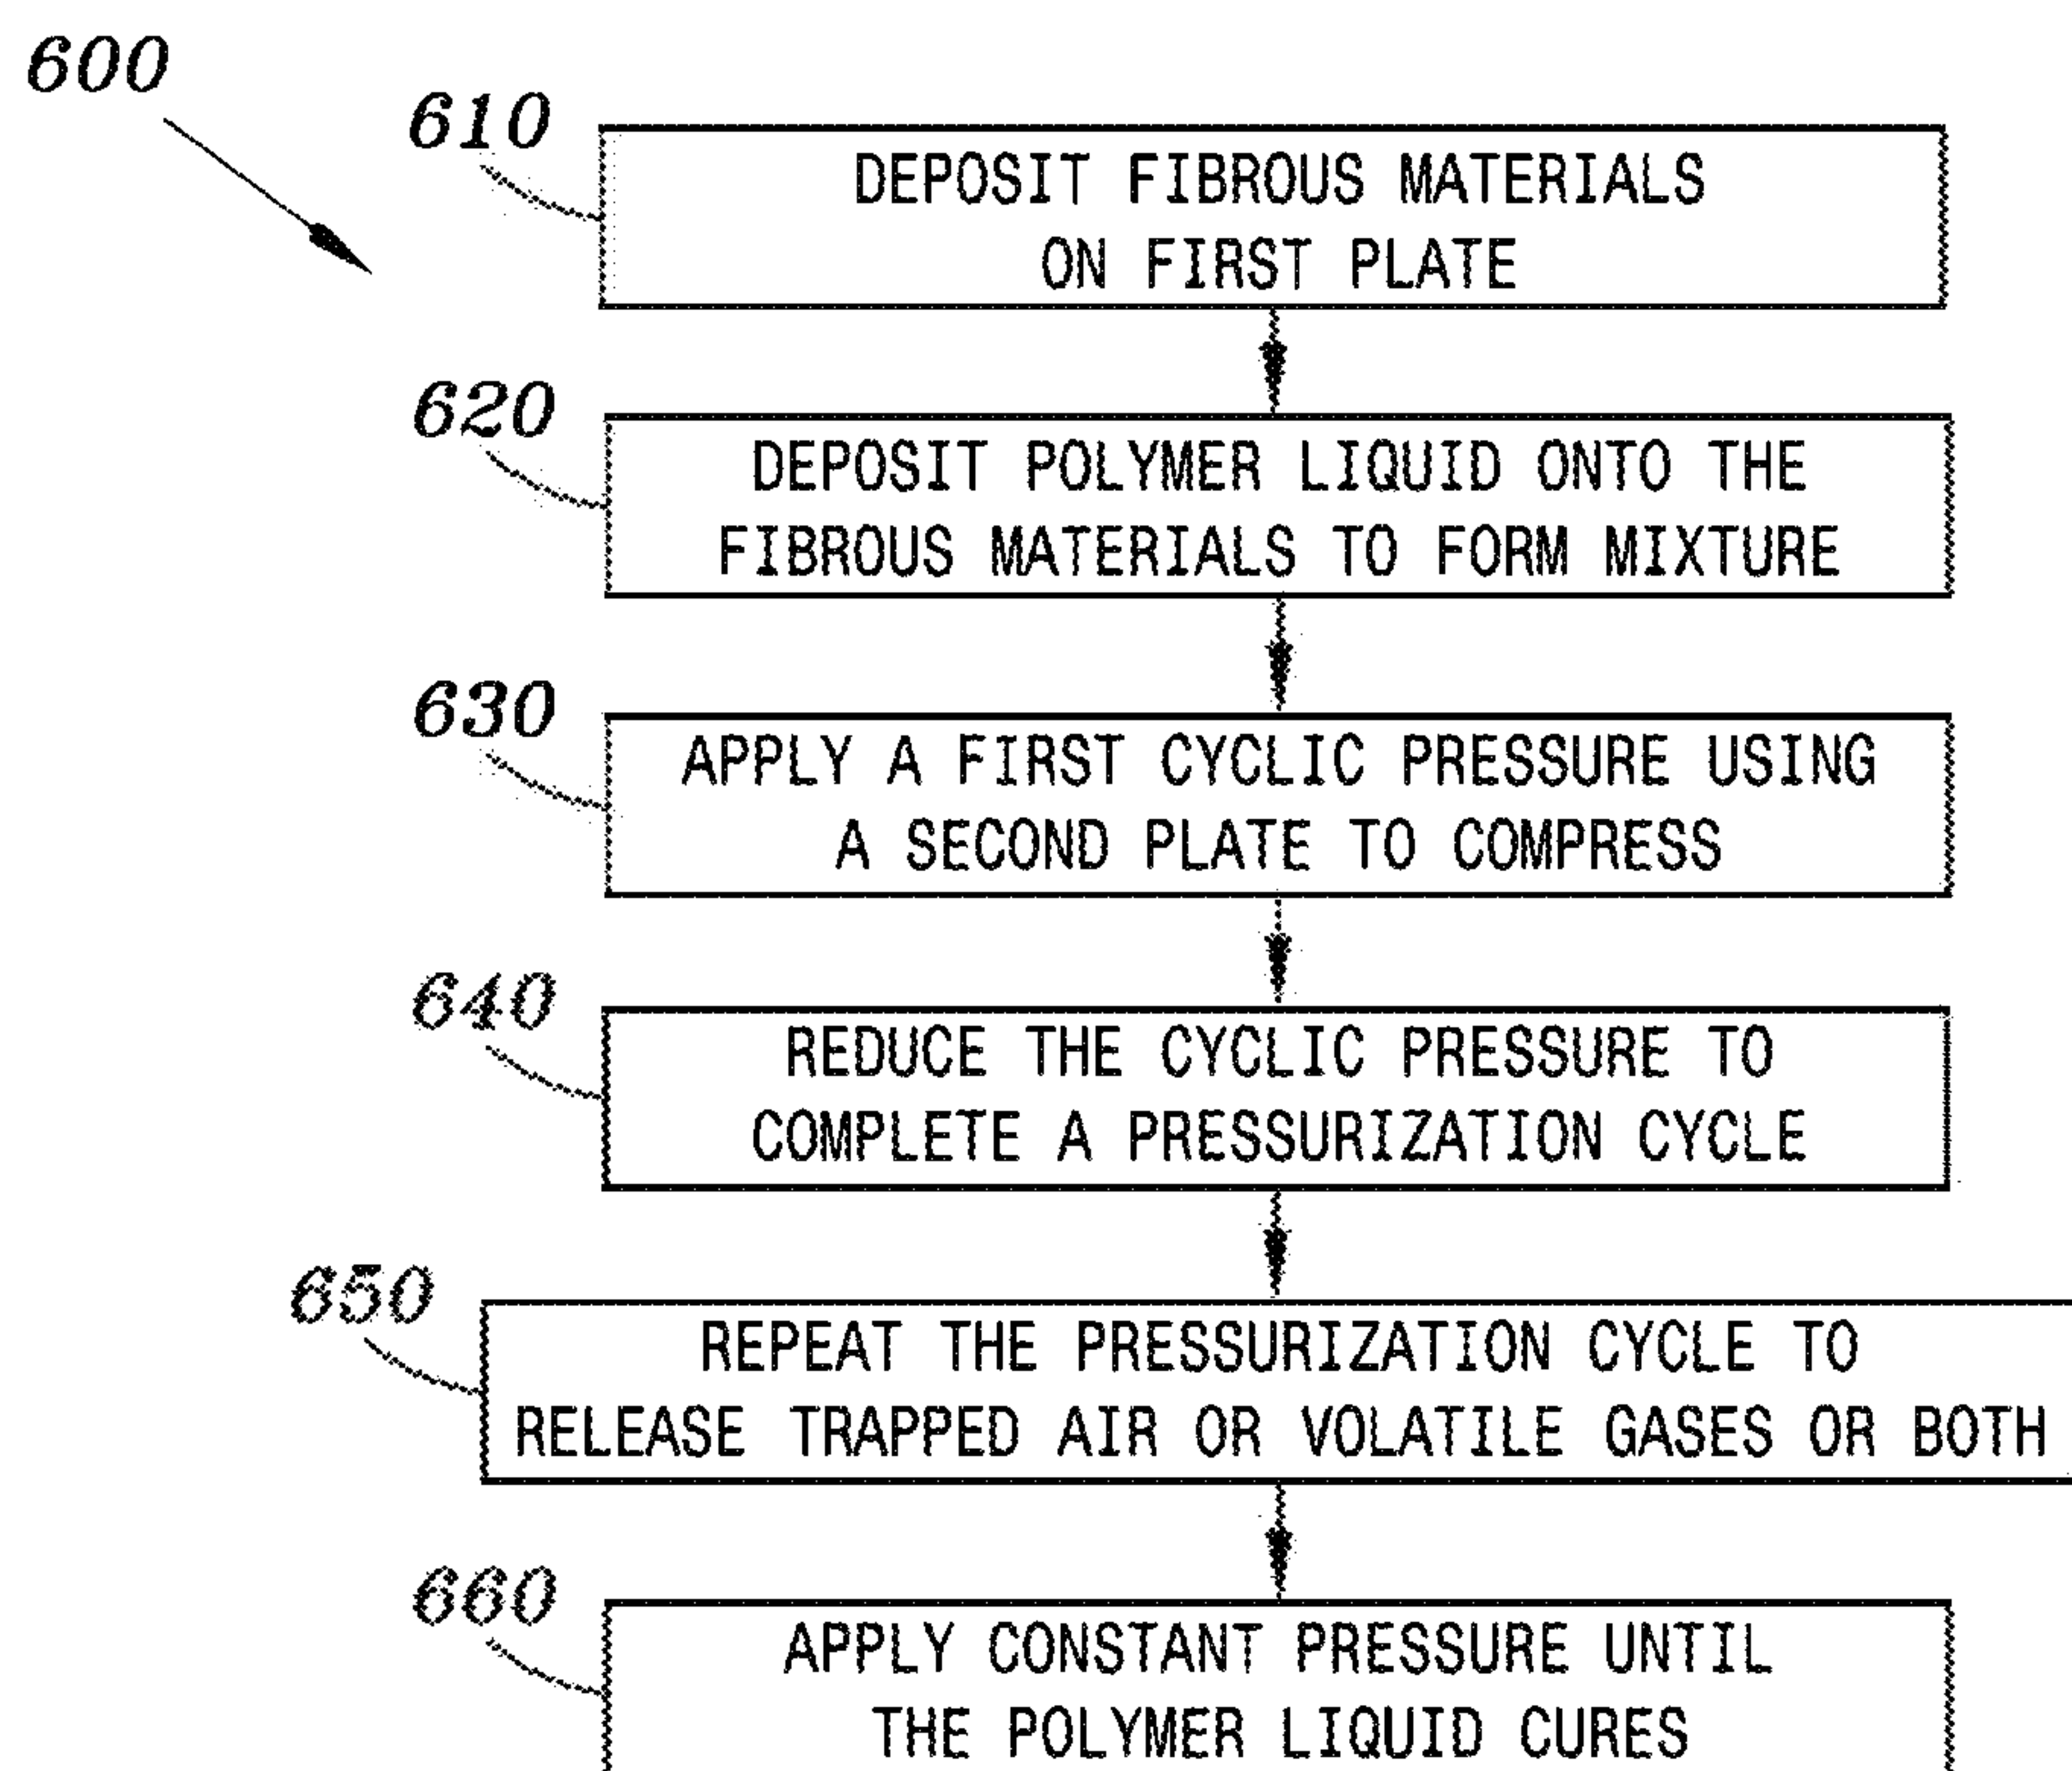 600
610
DEPOSIT FIBROUS MATERIALS
ON FIRST PLATE
620
DEPOSIT POLYMER LIQUID ONTO THE
FIBROUS MATERIALS TO FORM MIXTURE
630
APPLY A FIRST CYCLIC PRESSURE USING
A SECOND PLATE TO COMPRESS
640
REDUCE THE CYCLIC PRESSURE TO
COMPLETE A PRESSURIZATION CYCLE
650
REPEAT THE PRESSURIZATION CYCLE TO
RELEASE TRAPPED AIR OR VOLATILE GASES OR BOTH
660
APPLY CONSTANT PRESSURE UNTIL
THE POLYMER LIQUID CURES